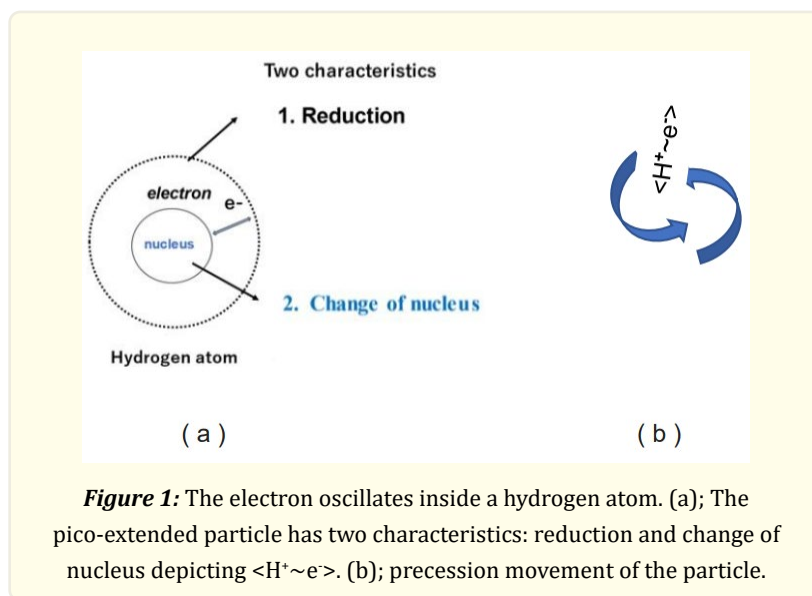 Two characteristics
1. Reduction
electron
e-
nucleus
2. Change of nucleus
Hydrogen atom
<H⁺~e⁻>
( a )
( b )
Figure 1: The electron oscillates inside a hydrogen atom. (a); The
pico-extended particle has two characteristics: reduction and change of
nucleus depicting <H⁺~e⁻>. (b); precession movement of the particle.